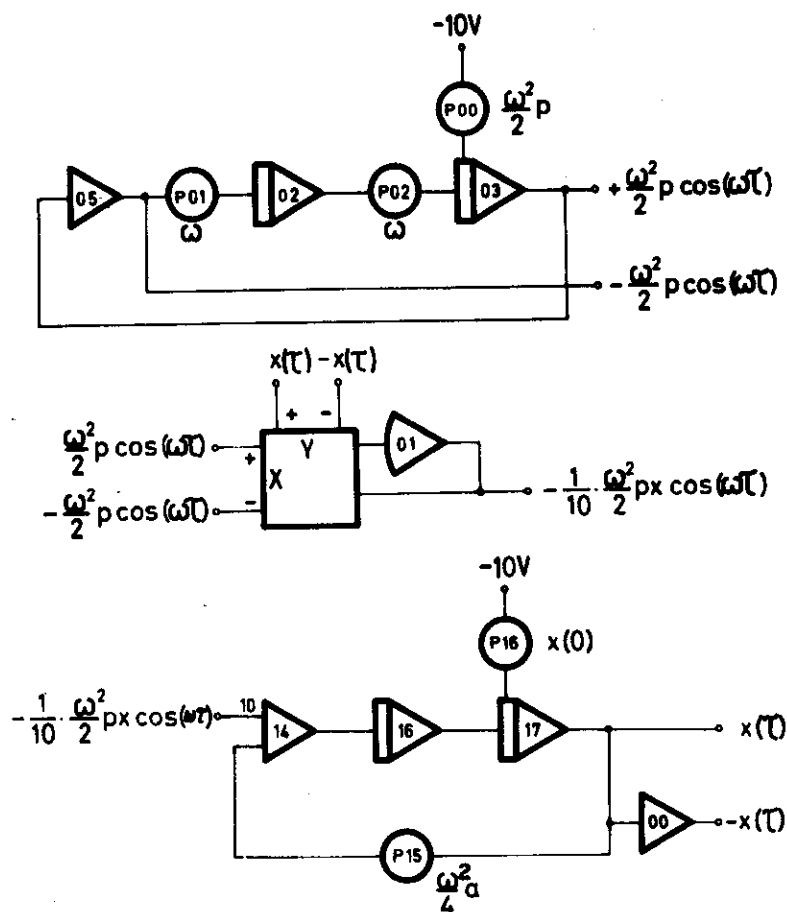 -10V
P00 ω²/2 p
05 P01 02 P02 03 + ω²/2 p cos(ωτ)
ω ω
- ω²/2 p cos(ωτ)
x(τ) -x(τ)
+ -
ω²/2 p cos(ωτ) + Y 01
X
- ω²/2 p cos(ωτ) - - 1/10 · ω²/2 px cos(ωτ)
-10V
P16 x(0)
- 1/10 · ω²/2 px cos(ωτ) 10 14 16 17 x(τ)
00 -x(τ)
P15
ω²/4 a